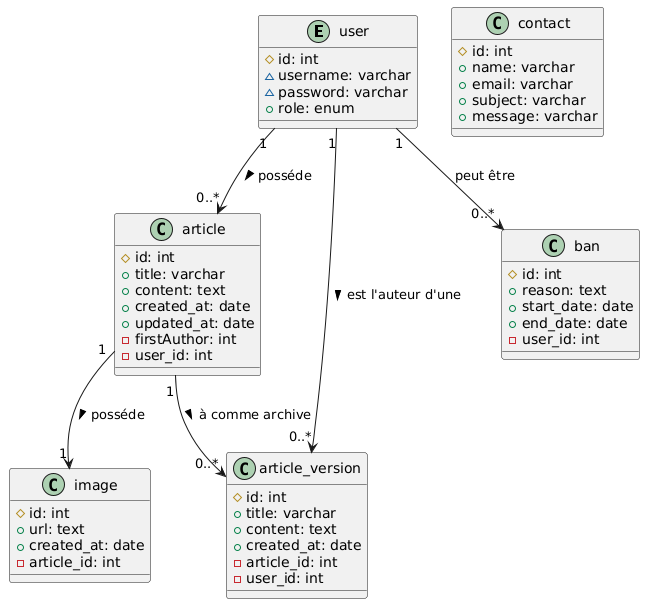 E user
id: int
username: varchar
password: varchar
role: enum
C contact
id: int
name: varchar
email: varchar
subject: varchar
message: varchar
1
1
1
posséde
0..*
peut être
0..*
C article
id: int
title: varchar
content: text
created_at: date
updated_at: date
firstAuthor: int
user_id: int
est l'auteur d'une
C ban
id: int
reason: text
start_date: date
end_date: date
user_id: int
1
posséde
1
1
à comme archive
0..*
0..*
C image
id: int
url: text
created_at: date
article_id: int
C article_version
id: int
title: varchar
content: text
created_at: date
article_id: int
user_id: int